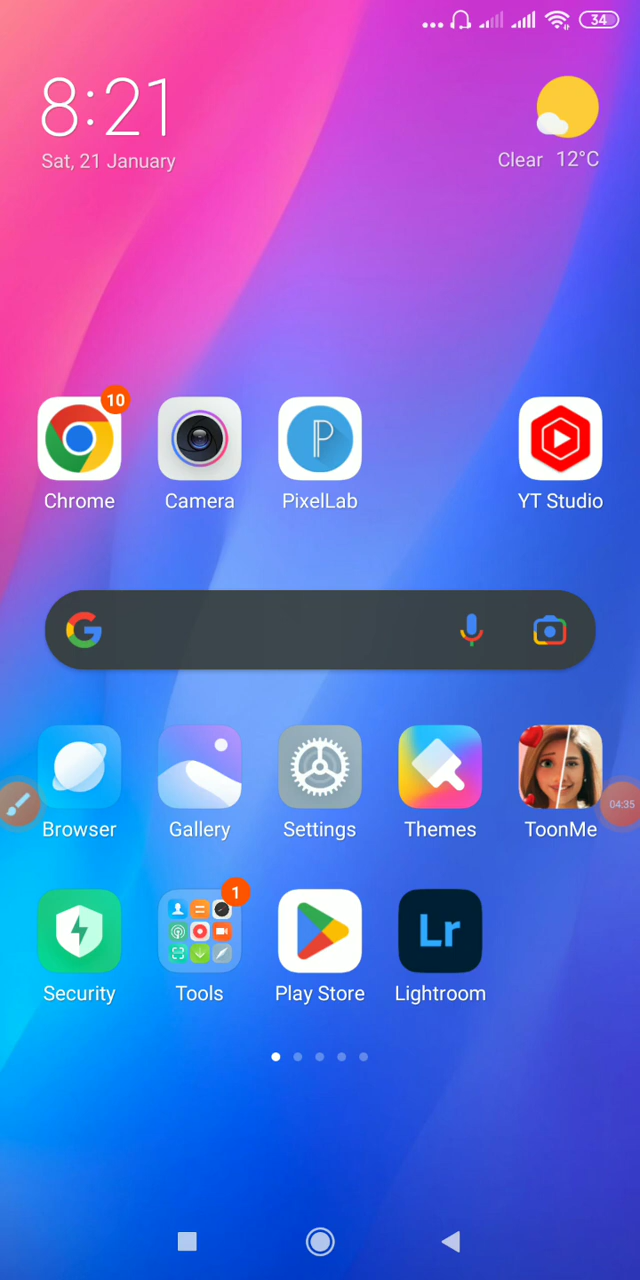 34
8:21
Sat, 21 January
Clear 12°C
10
P
Chrome
Camera
PixelLab
YT Studio
G
04:35
Browser
Gallery
Settings
Themes
ToonMe
1
Lr
Security
Tools
Play Store
Lightroom